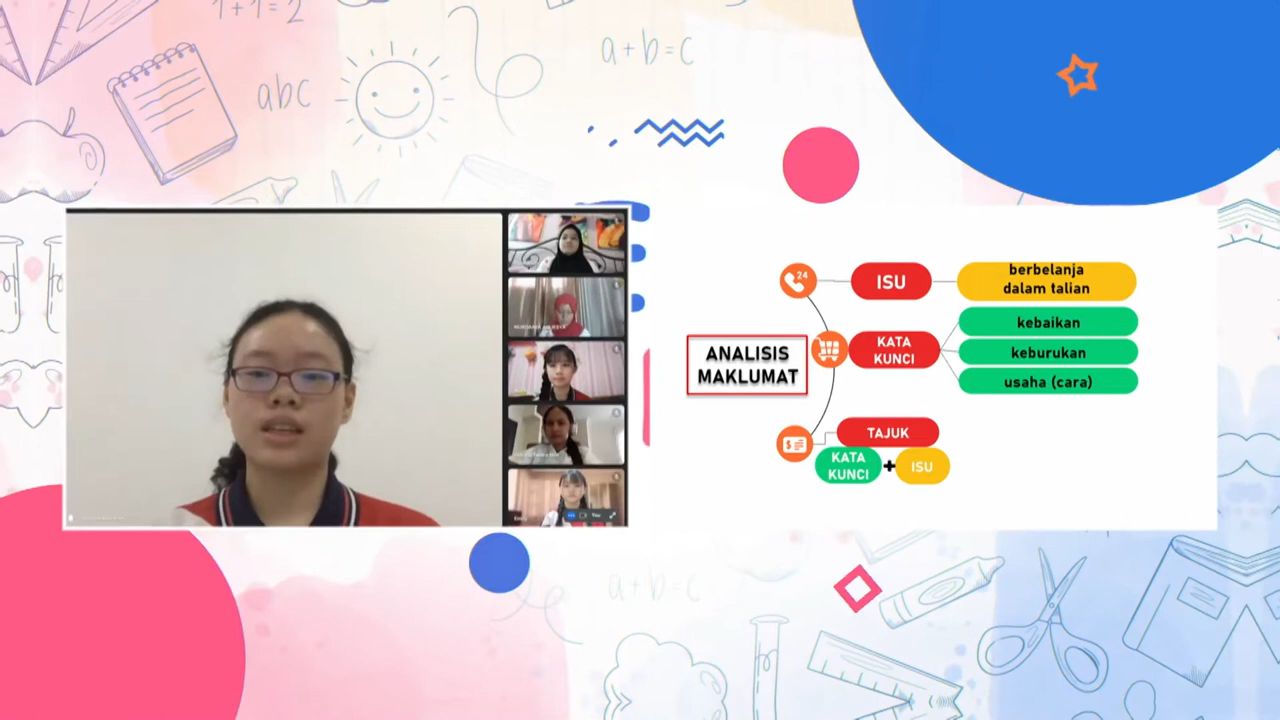 1+1=2
a+b=c
abc
24
ISU
berbelanja
dalam talian
ANALISIS
MAKLUMAT
KATA
KUNCI
kebaikan
keburukan
usaha (cara)
TAJUK
KATA
KUNCI
+
ISU
a+b=c